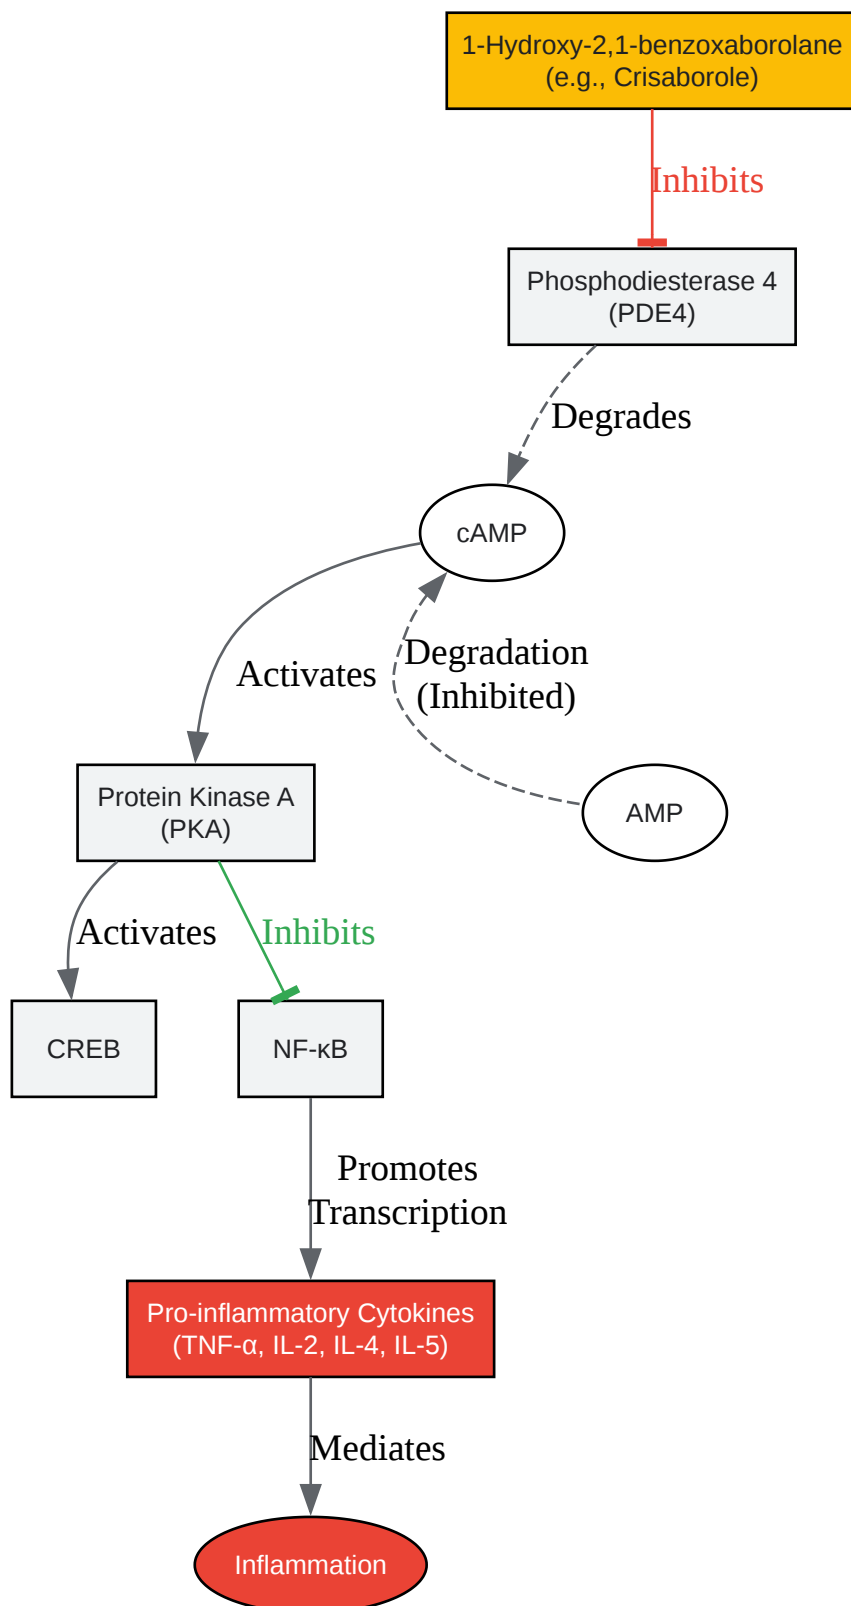 1-Hydroxy-2,1-benzoxaborolane
(e.g., Crisaborole)
Inhibits
Phosphodiesterase 4
(PDE4)
Degrades
cAMP
Degradation
(Inhibited)
Activates
Protein Kinase A
(PKA)
AMP
Activates
Inhibits
CREB
NF-κB
Promotes
Transcription
Pro-inflammatory Cytokines
(TNF-α, IL-2, IL-4, IL-5)
Mediates
Inflammation